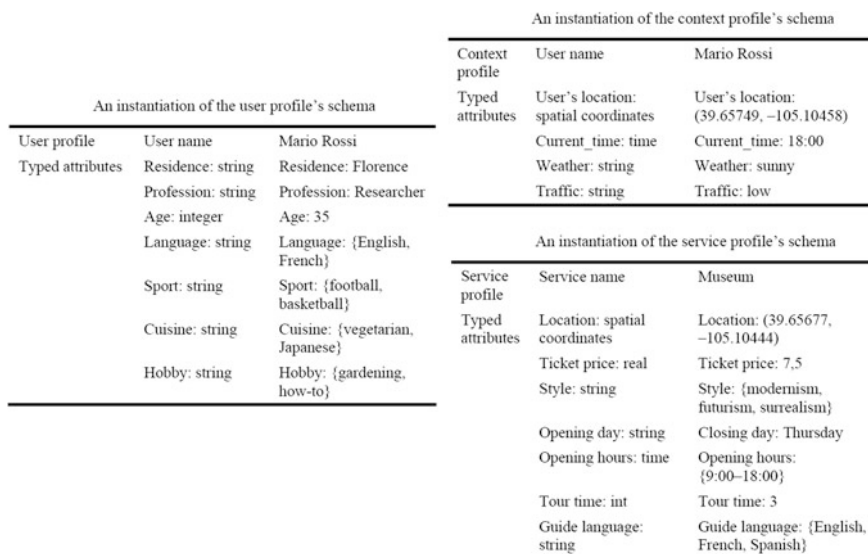 An instantiation of the user profile's schema
User profile User name Mario Rossi
Typed attributes Residence: string Residence: Florence
Profession: string Profession: Researcher
Age: integer Age: 35
Language: string Language: {English,
French}
Sport: string Sport: {football,
basketball}
Cuisine: string Cuisine: {vegetarian,
Japanese}
Hobby: string Hobby: {gardening,
how-to}
An instantiation of the context profile's schema
Context User name Mario Rossi
profile
Typed User's location: User's location:
attributes spatial coordinates (39.65749, –105.10458)
Current_time: time Current_time: 18:00
Weather: string Weather: sunny
Traffic: string Traffic: low
An instantiation of the service profile's schema
Service Service name Museum
profile
Typed Location: spatial Location: (39.65677,
attributes coordinates –105.10444)
Ticket price: real Ticket price: 7,5
Style: string Style: {modernism,
futurism, surrealism}
Opening day: string Closing day: Thursday
Opening hours: time Opening hours:
{9:00–18:00}
Tour time: int Tour time: 3
Guide language: Guide language: {English,
string French, Spanish}